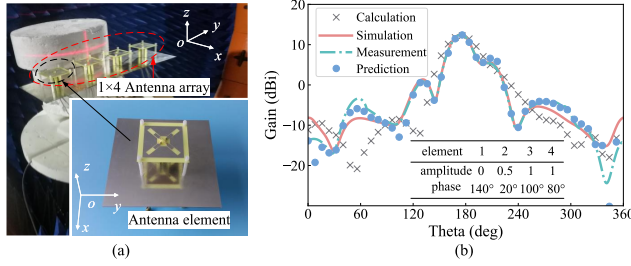 (a)
z
y
o
x
1×4 Antenna array
z
o
y
x
Antenna element
(a)
20
10
0
−10
−20
Gain (dBi)
Calculation
Simulation
Measurement
Prediction
element 1 2 3 4
amplitude 0 0.5 1 1
phase 140° 20° 100° 80°
0 60 120 180 240 300 360
Theta (deg)
(b)